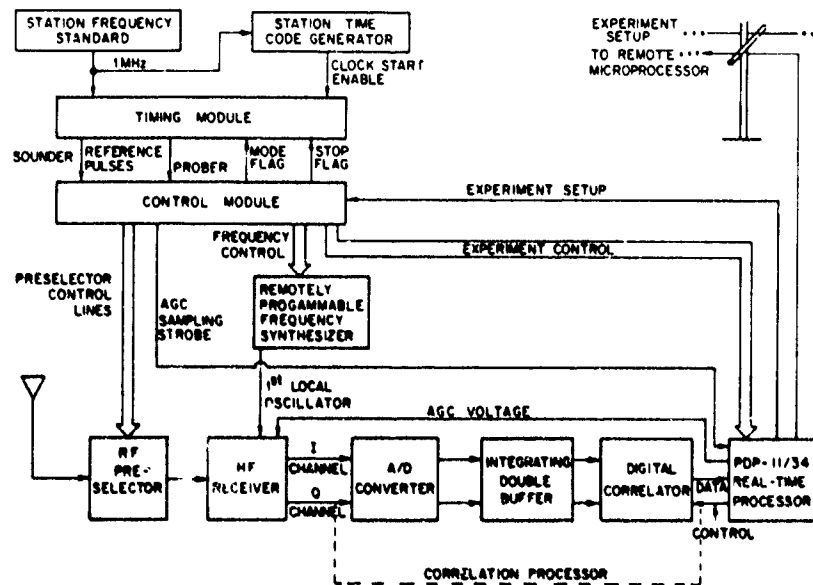 STATION FREQUENCY
STANDARD
STATION TIME
CODE GENERATOR
EXPERIMENT
SETUP
TO REMOTE
MICROPROCESSOR
1MHz
CLOCK START
ENABLE
TIMING MODULE
SOUNDER
REFERENCE
PULSES
PROBER
MODE
FLAG
STOP
FLAG
CONTROL MODULE
EXPERIMENT SETUP
FREQUENCY
CONTROL
EXPERIMENT CONTROL
PRESELECTOR
CONTROL
LINES
AGC
SAMPLING
STROBE
REMOTELY
PROGAMMABLE
FREQUENCY
SYNTHESIZER
1st LOCAL
OSCILLATOR
AGC VOLTAGE
RF
PRE-
SELECTOR
HF
RECEIVER
I
CHANNEL
Q
CHANNEL
A/D
CONVERTER
INTEGRATING
DOUBLE
BUFFER
DIGITAL
CORRELATOR
DATA
PDP-11/34
REAL-TIME
PROCESSOR
CONTROL
CORRELATION PROCESSOR